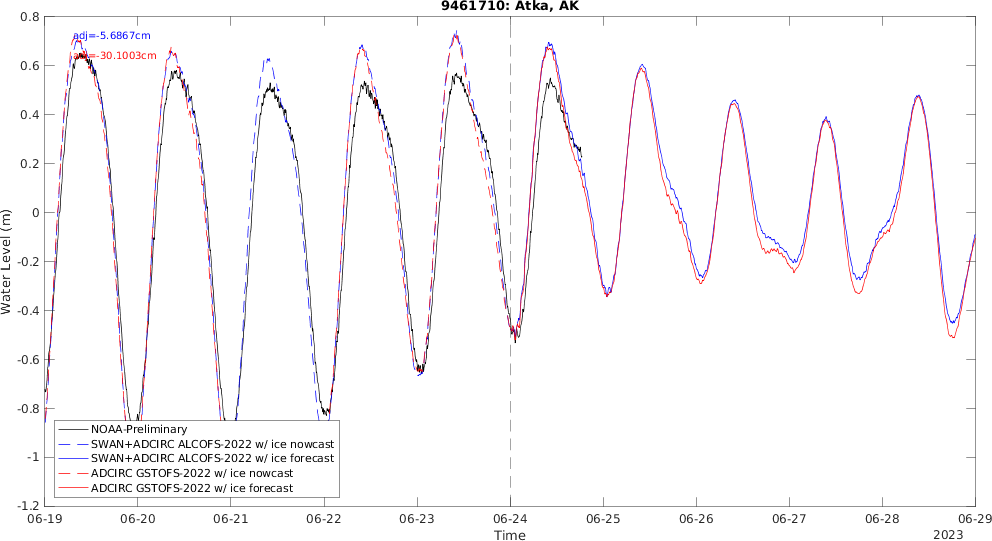 9461710: Atka, AK
0.8
adj=-5.6867cm
-30.1003cm
0.6
0.4
0.2
0
-0.2
-0.4
-0.6
-0.8
-1
-1.2
Water Level (m)
NOAA-Preliminary
SWAN+ADCIRC ALCOFS-2022 w/ ice nowcast
SWAN+ADCIRC ALCOFS-2022 w/ ice forecast
ADCIRC GSTOFS-2022 w/ ice nowcast
ADCIRC GSTOFS-2022 w/ ice forecast
06-19 06-20 06-21 06-22 06-23 06-24 06-25 06-26 06-27 06-28 06-29
Time
2023